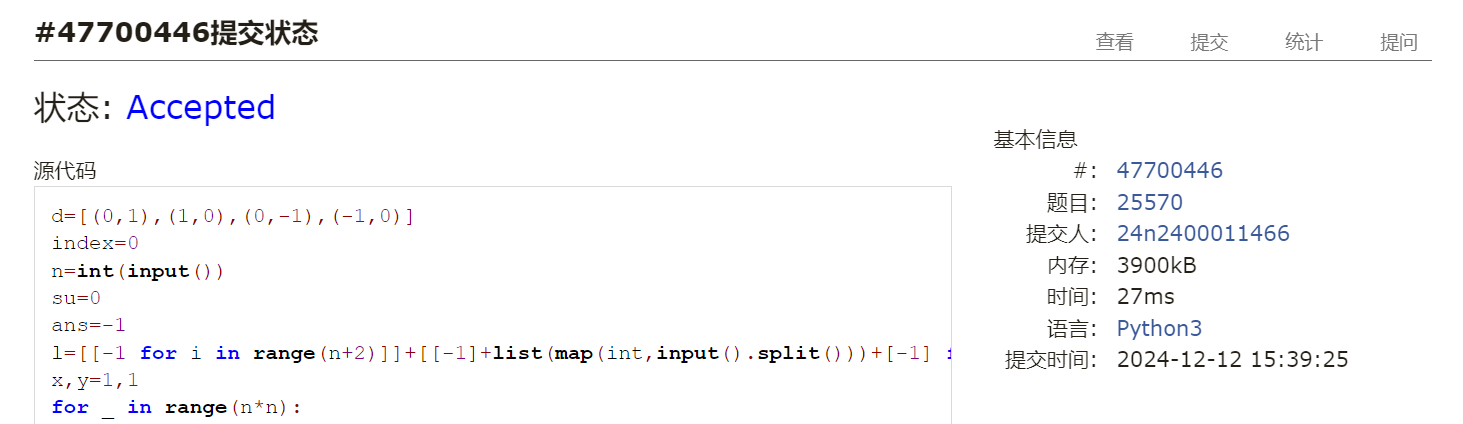 #47700446提交状态
查看 提交 统计 提问
状态: Accepted
源代码
d=[(0,1),(1,0),(0,-1),(-1,0)]
index=0
n=int(input())
su=0
ans=-1
l=[[-1 for i in range(n+2)]]+[[-1]+list(map(int,input().split()))+[-1]
x,y=1,1
for _ in range(n*n):
基本信息
#: 47700446
题目: 25570
提交人: 24n2400011466
内存: 3900kB
时间: 27ms
语言: Python3
提交时间: 2024-12-12 15:39:25